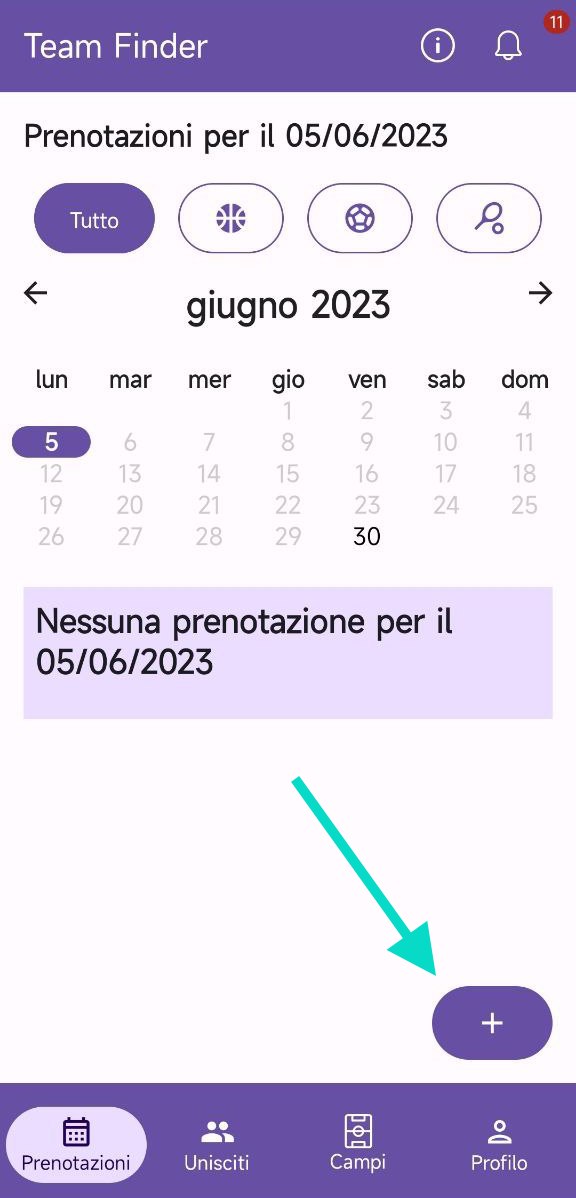 Team Finder
11
Prenotazioni per il 05/06/2023
Tutto
giugno 2023
lun mar mer gio ven sab dom
1 2 3 4
5 6 7 8 9 10 11
12 13 14 15 16 17 18
19 20 21 22 23 24 25
26 27 28 29 30
Nessuna prenotazione per il
05/06/2023
+
Prenotazioni Unisciti Campi Profilo